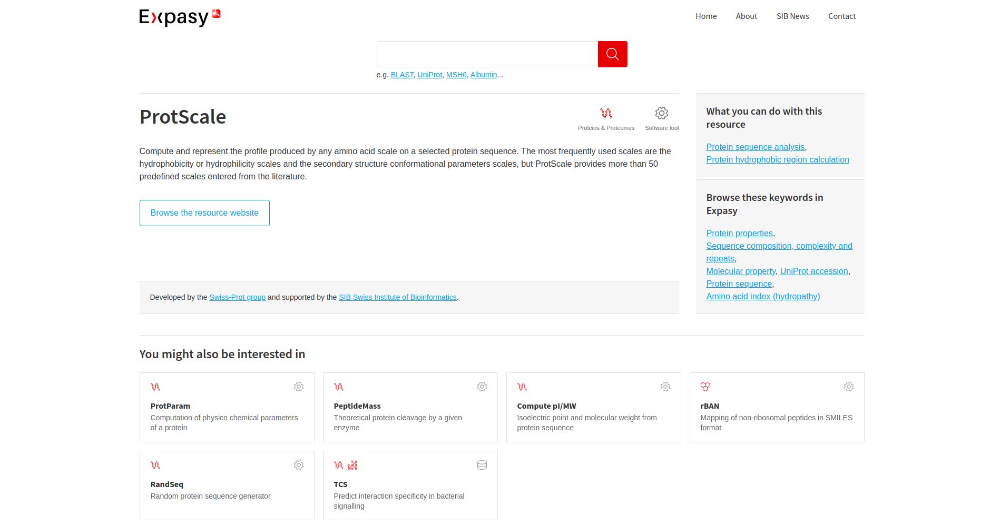 Expasy
Home About SIB News Contact
e.g. BLAST, UniProt, MSH6, Albumin...
ProtScale
Proteins & Proteomes
Software tool
Compute and represent the profile produced by any amino acid scale on a selected protein sequence. The most frequently used scales are the
hydrophobicity or hydrophilicity scales and the secondary structure conformational parameters scales, but ProtScale provides more than 50
predefined scales entered from the literature.
Browse the resource website
Developed by the Swiss-Prot group and supported by the SIB Swiss Institute of Bioinformatics.
What you can do with this
resource
Protein sequence analysis,
Protein hydrophobic region calculation
Browse these keywords in
Expasy
Protein properties,
Sequence composition, complexity and
repeats,
Molecular property, UniProt accession,
Protein sequence,
Amino acid index (hydropathy)
You might also be interested in
ProtParam
Computation of physico chemical parameters
of a protein
PeptideMass
Theoretical protein cleavage by a given
enzyme
Compute pI/MW
Isoelectric point and molecular weight from
protein sequence
rBAN
Mapping of non-ribosomal peptides in SMILES
format
RandSeq
Random protein sequence generator
TCS
Predict interaction specificity in bacterial
signalling